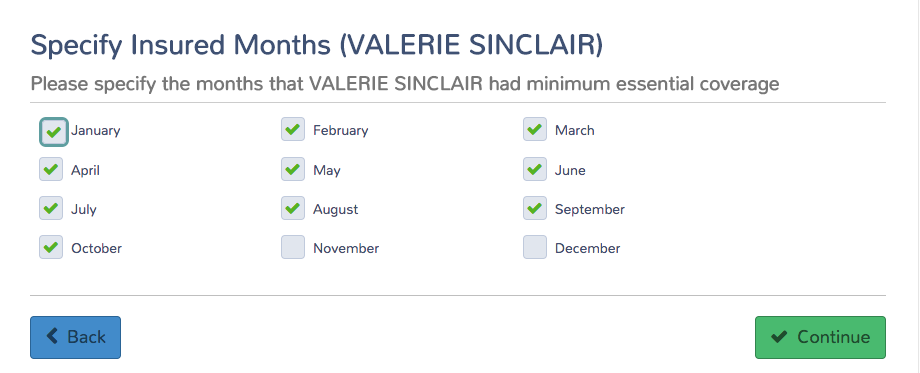 Specify Insured Months (VALERIE SINCLAIR)
Please specify the months that VALERIE SINCLAIR had minimum essential coverage
January February March
April May June
July August September
October November December
Back Continue